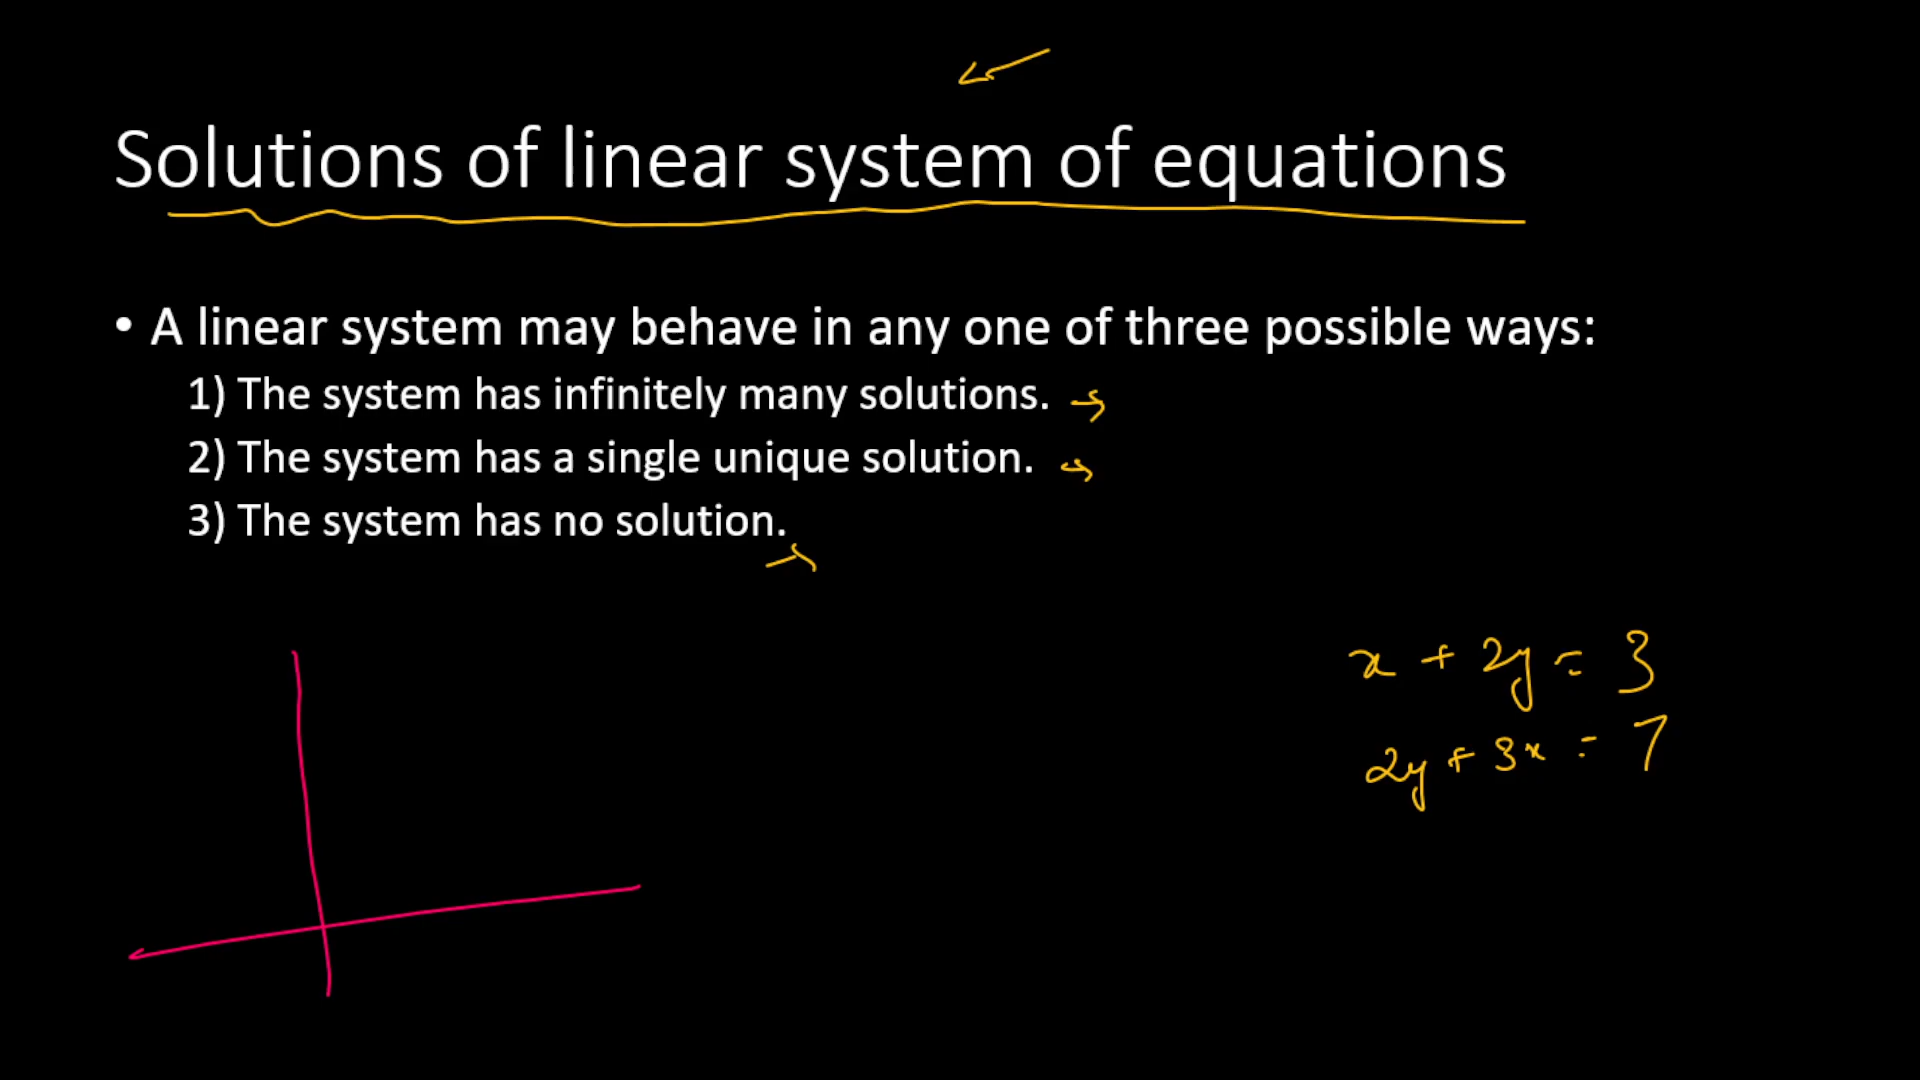 Solutions of linear system of equations
• A linear system may behave in any one of three possible ways:
1) The system has infinitely many solutions.
2) The system has a single unique solution.
3) The system has no solution.
x + 2y = 3
2y + 3x = 7